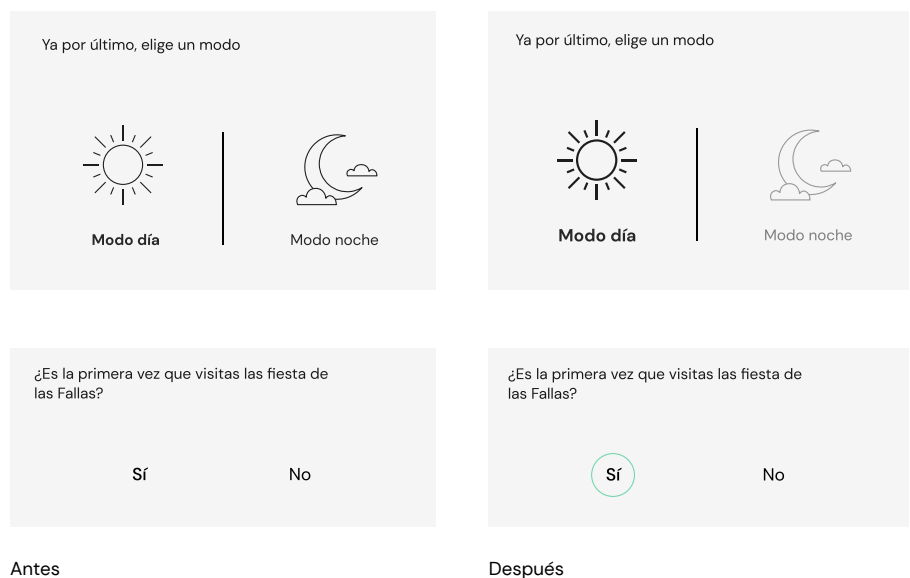 Ya por último, elige un modo
Modo día
Modo noche
Ya por último, elige un modo
Modo día
Modo noche
¿Es la primera vez que visitas las fiesta de
las Fallas?
Sí
No
¿Es la primera vez que visitas las fiesta de
las Fallas?
Sí
No
Antes
Después